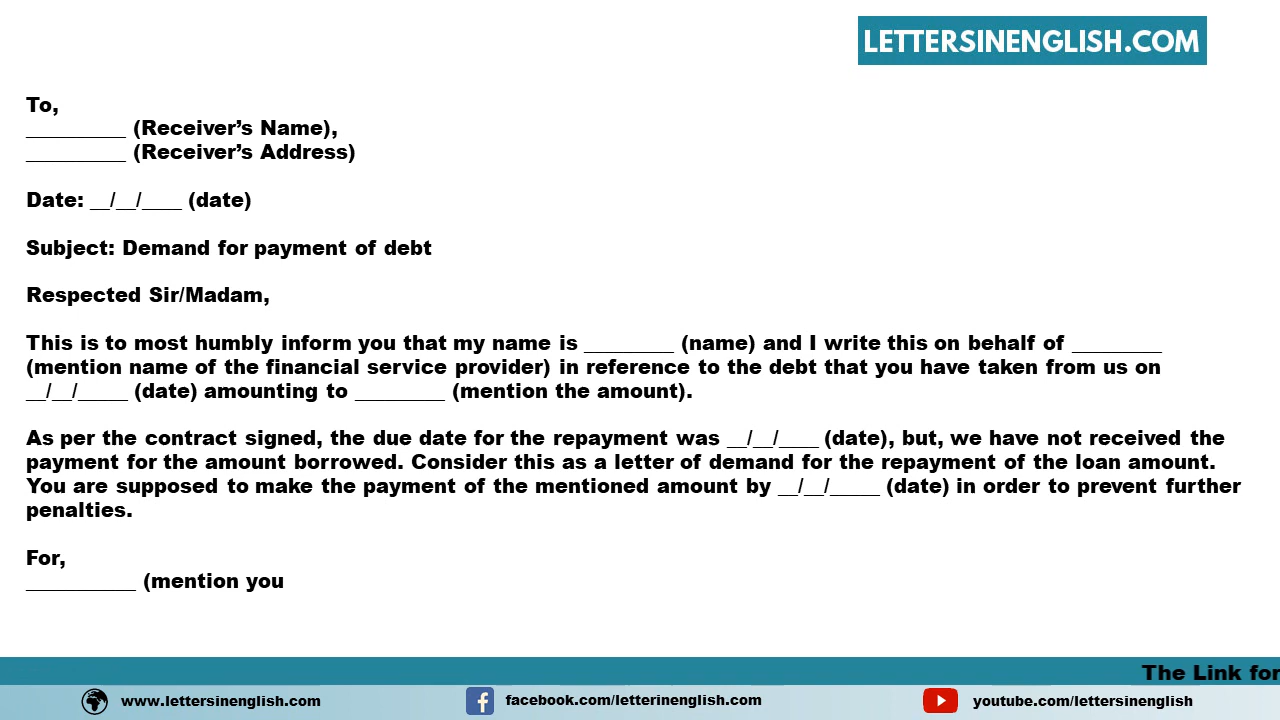 LETTERSINENGLISH.COM
To,
__________ (Receiver’s Name),
__________ (Receiver’s Address)
Date: __/__/____ (date)
Subject: Demand for payment of debt
Respected Sir/Madam,
This is to most humbly inform you that my name is _________ (name) and I write this on behalf of _________
(mention name of the financial service provider) in reference to the debt that you have taken from us on
__/__/_____ (date) amounting to _________ (mention the amount).
As per the contract signed, the due date for the repayment was __/__/____ (date), but, we have not received the
payment for the amount borrowed. Consider this as a letter of demand for the repayment of the loan amount.
You are supposed to make the payment of the mentioned amount by __/__/_____ (date) in order to prevent further
penalties.
For,
___________ (mention you
The Link for
www.lettersinenglish.com
facebook.com/letterinenglish.com
youtube.com/lettersinenglish